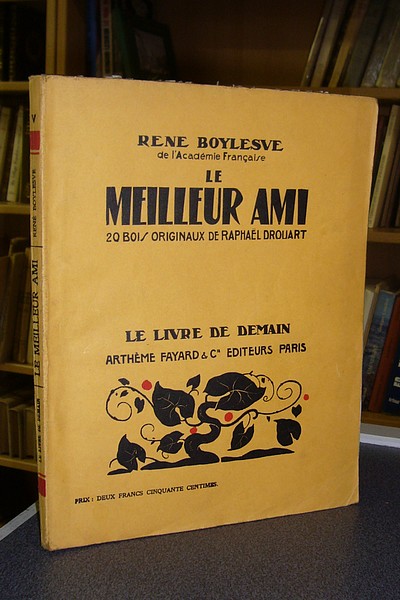 RENE BOYLESVE
de l'Académie Française
LE
MEILLEUR AMI
20 BOIS ORIGINAUX DE RAPHAËL DROUART
LE LIVRE DE DEMAIN
ARTHÈME FAYARD & Cie EDITEURS PARIS
PRIX : DEUX FRANCS CINQUANTE CENTIMES.
V
RENÉ BOYLESVE
LE MEILLEUR AMI
LE LIVRE DE DEMAIN